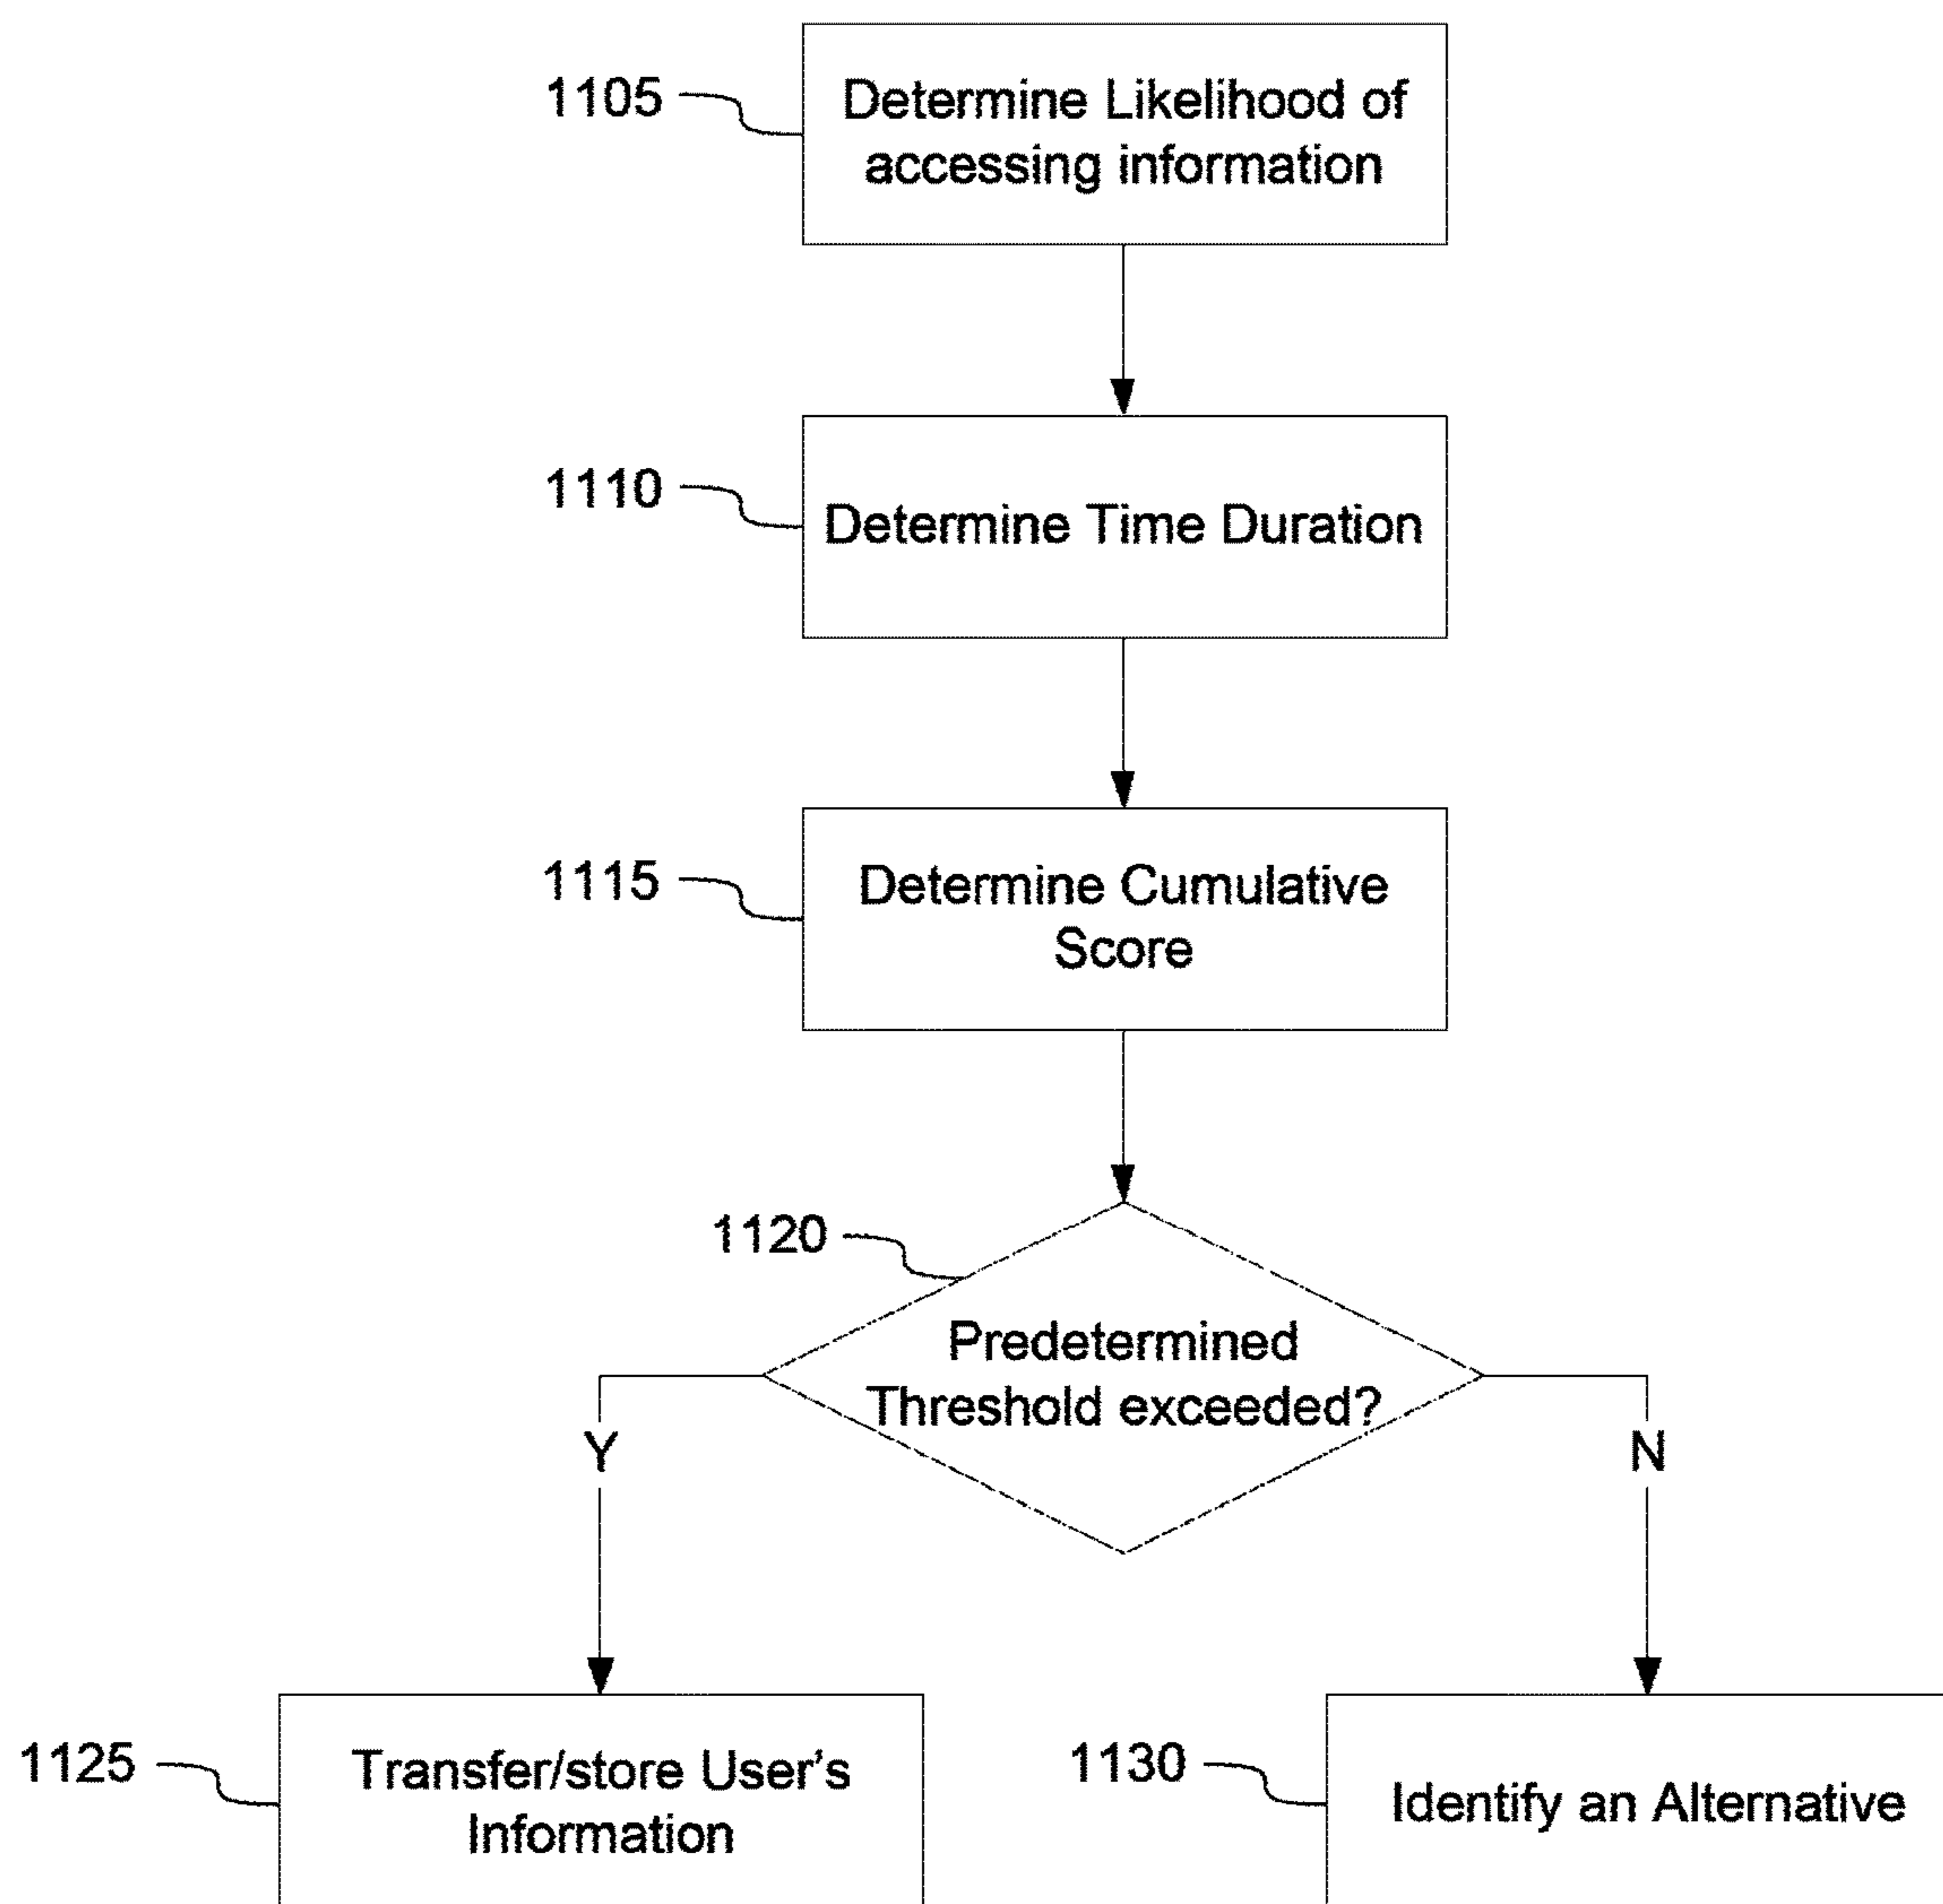 1105
Determine Likelihood of
accessing information
1110
Determine Time Duration
1115
Determine Cumulative
Score
1120
Predetermined
Threshold exceeded?
Y
N
1125
Transfer/store User's
Information
1130
Identify an Alternative